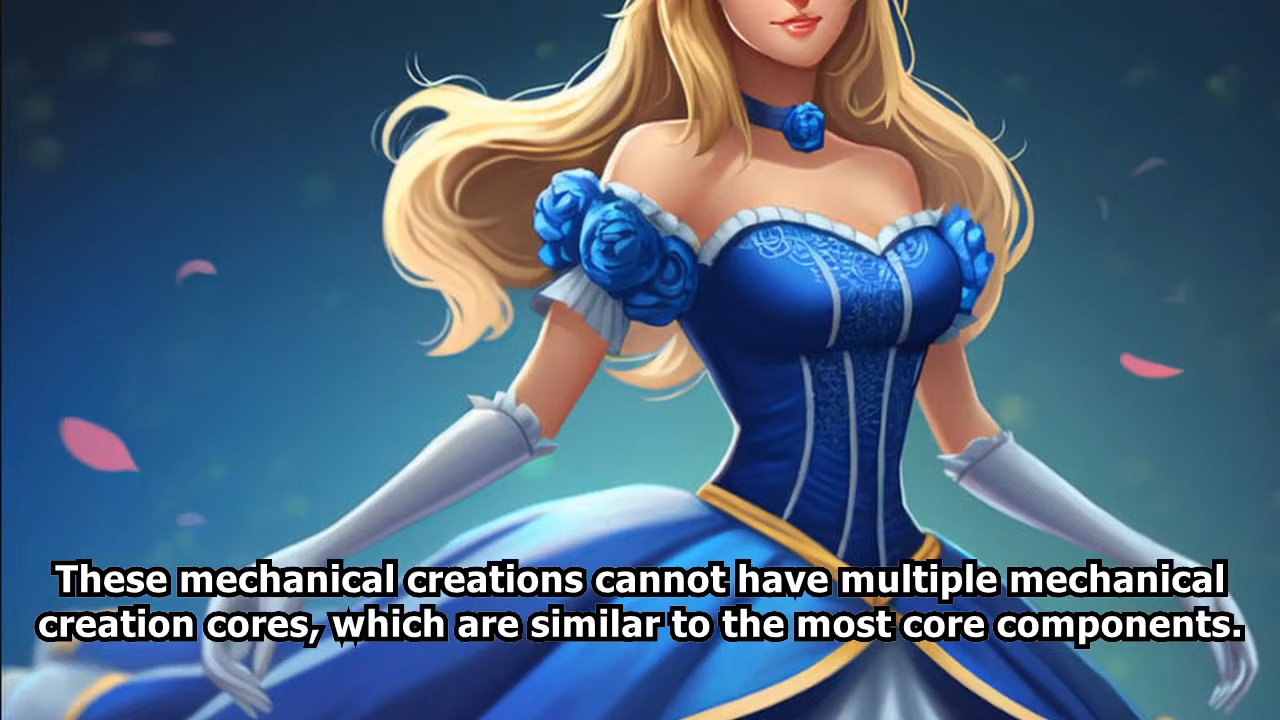 These mechanical creations cannot have multiple mechanical
creation cores, which are similar to the most core components.